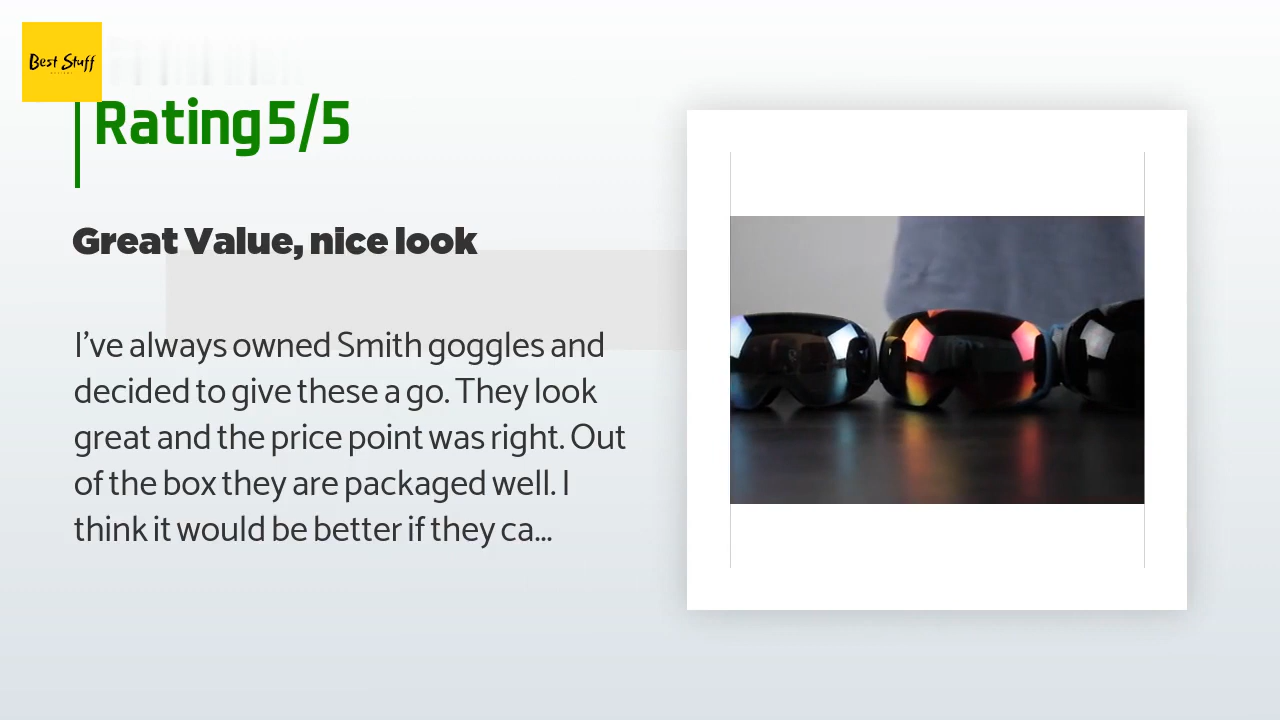 Best Stuff
Rating 5/5
Great Value, nice look
I've always owned Smith goggles and
decided to give these a go. They look
great and the price point was right. Out
of the box they are packaged well. I
think it would be better if they ca...